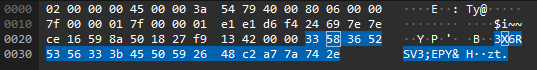 02 00 00 00 45 00 00 3a 54 79 40 00 80 06 00 00 ····E··:Ty@·····
7f 00 00 01 7f 00 00 01 e1 e1 d6 f4 24 69 7e 7e ············$i~~
0020 ce 16 59 8a 50 18 27 f9 13 42 00 00 33 58 36 52 ··Y·P·'··B··3X6R
0030 53 56 33 3b 45 50 59 26 48 c2 a7 7a 74 2e SV3;EPY&H··zt.